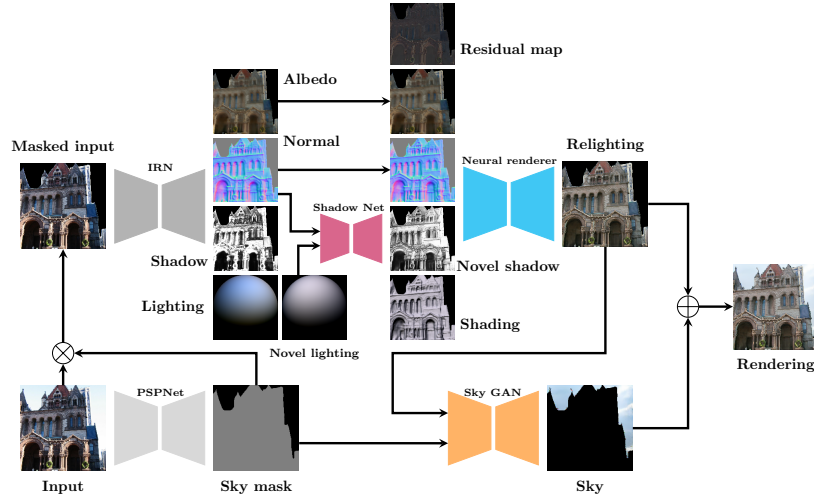 Residual map
Albedo
Normal
Masked input
IRN
Neural renderer
Relighting
Shadow Net
Shadow
Novel shadow
Lighting
Shading
Novel lighting
Rendering
PSPNet
Sky GAN
Input
Sky mask
Sky